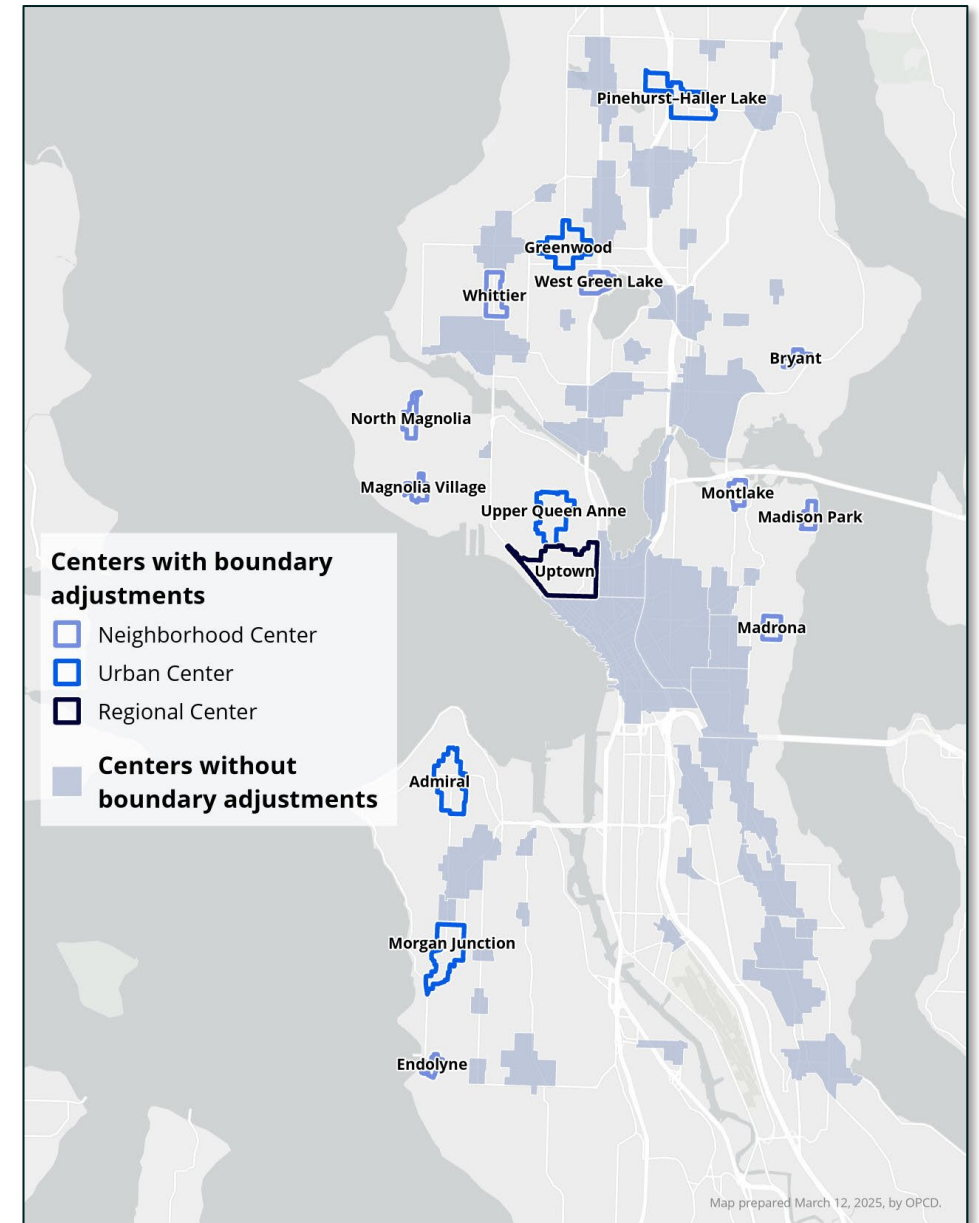 Pinehurst–Haller Lake
Greenwood
West Green Lake
Whittier
Bryant
North Magnolia
Magnolia Village
Montlake
Upper Queen Anne
Madison Park
Uptown
Madrona
Centers with boundary
adjustments
Neighborhood Center
Urban Center
Regional Center
Centers without
boundary adjustments
Admiral
Morgan Junction
Endolyne
Map prepared March 12, 2025, by OPCD.